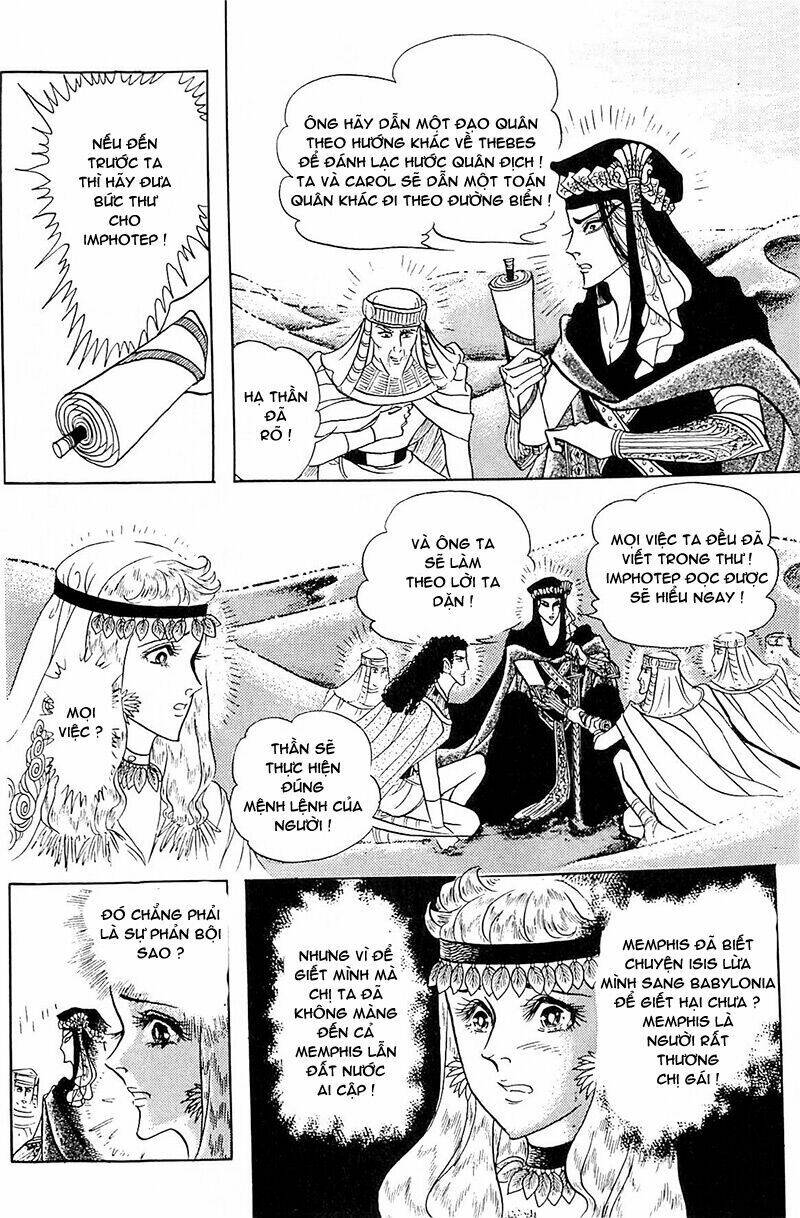 ÔNG HÃY DẪN MỘT ĐẠO QUÂN
THEO HƯỚNG KHÁC VỀ THEBES
ĐỂ ĐÁNH LẠC HƯỚC QUÂN ĐỊCH !
TA VÀ CAROL SẼ DẪN MỘT TOÁN
QUÂN KHÁC ĐI THEO ĐƯỜNG BIỂN !
HẠ THẦN
ĐÃ
RÕ !
NẾU ĐẾN
TRƯỚC TA
THÌ HÃY ĐƯA
BỨC THƯ
CHO
IMPHOTEP !
MỌI VIỆC TA ĐỀU ĐÃ
VIẾT TRONG THƯ !
IMPHOTEP ĐỌC ĐƯỢC
SẼ HIỂU NGAY !
VÀ ÔNG TA
SẼ LÀM
THEO LỜI TA
DẶN !
THẦN SẼ
THỰC HIỆN
ĐÚNG
MỆNH LỆNH CỦA
NGƯỜI !
MỌI
VIỆC ?
MEMPHIS ĐÃ BIẾT
CHUYỆN ISIS LỪA
MÌNH SANG BABYLONIA
ĐỂ GIẾT HẠI CHƯA ?
MEMPHIS LÀ
NGƯỜI RẤT
THƯƠNG
CHỊ GÁI !
NHƯNG VÌ ĐỂ
GIẾT MÌNH MÀ
CHỊ TA ĐÃ
KHÔNG MÀNG
ĐẾN CẢ
MEMPHIS LẪN
ĐẤT NƯỚC
AI CẬP !
ĐÓ CHẲNG PHẢI
LÀ SỰ PHẢN BỘI
SAO ?